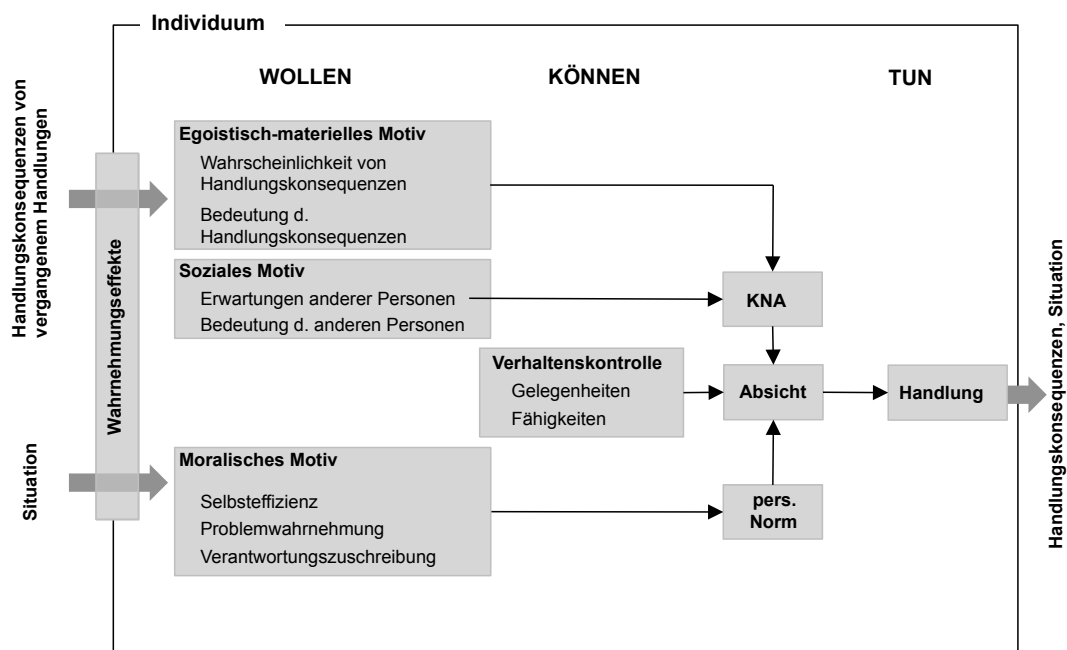 Individuum
WOLLEN
KÖNNEN
TUN
Handlungskonsequenzen von
vergangenem Handlungen
Situation
Wahrnehmungseffekte
Egoistisch-materielles Motiv
Wahrscheinlichkeit von
Handlungskonsequenzen
Bedeutung d.
Handlungskonsequenzen
Soziales Motiv
Erwartungen anderer Personen
Bedeutung d. anderen Personen
KNA
Verhaltenskontrolle
Gelegenheiten
Fähigkeiten
Absicht
Handlung
Moralisches Motiv
Selbsteffizienz
Problemwahrnehmung
Verantwortungszuschreibung
pers.
Norm
Handlungskonsequenzen, Situation